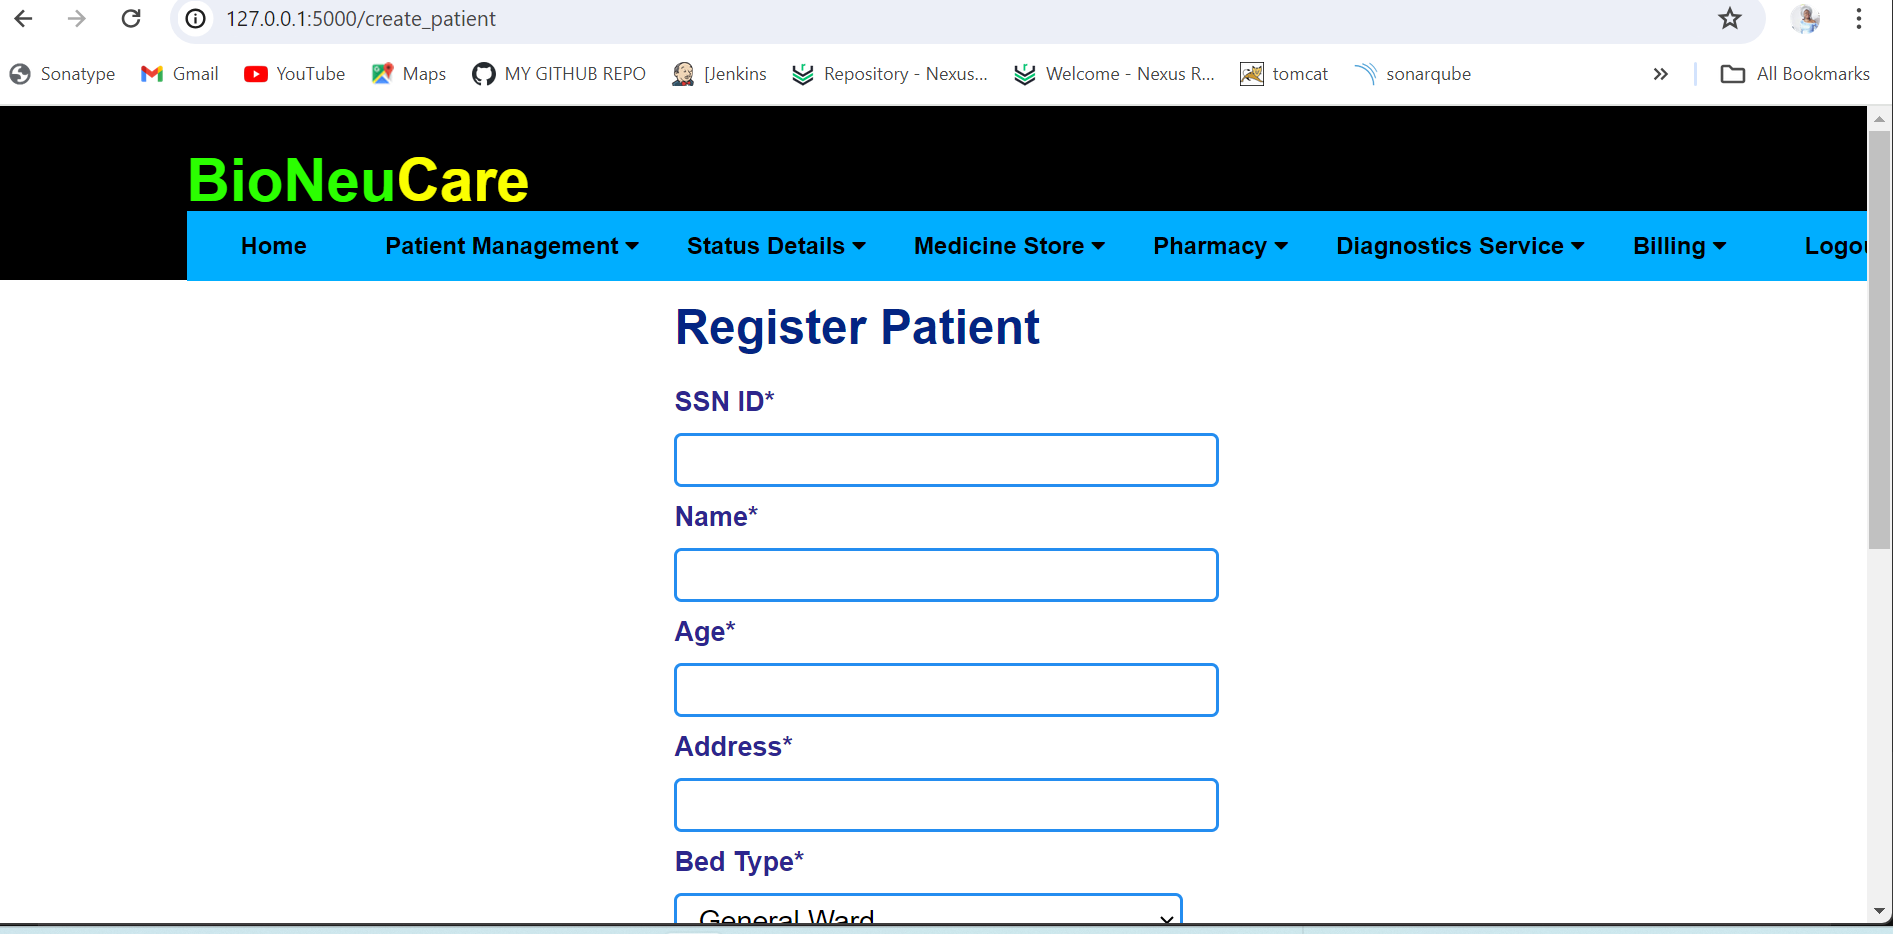 127.0.0.1:5000/create_patient
Sonatype Gmail YouTube Maps MY GITHUB REPO [Jenkins Repository - Nexus... Welcome - Nexus R... tomcat sonarqube All Bookmarks
BioNeuCare
Home Patient Management Status Details Medicine Store Pharmacy Diagnostics Service Billing Logou
Register Patient
SSN ID*
Name*
Age*
Address*
Bed Type*
General Ward